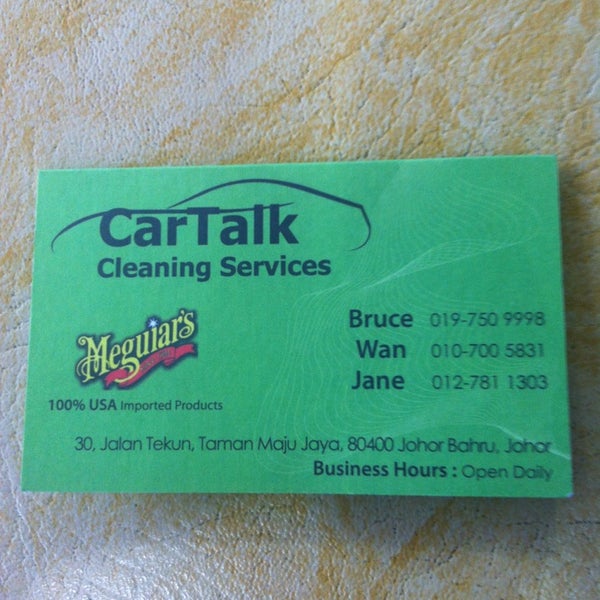 CarTalk
Cleaning Services
Meguiar's
Bruce 019-750 9998
Wan 010-700 5831
Jane 012-781 1303
100% USA Imported Products
30, Jalan Tekun, Taman Maju Jaya, 80400 Johor Bahru, Johor
Business Hours : Open Daily